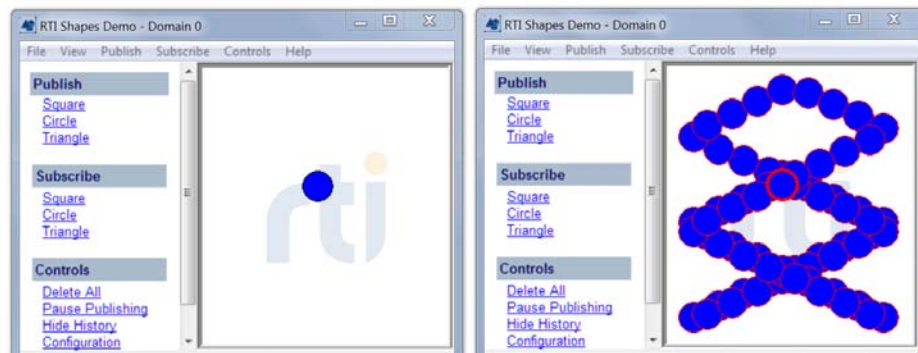 RTI Shapes Demo - Domain 0
File View Publish Subscribe Controls Help
Publish
Square
Circle
Triangle
Subscribe
Square
Circle
Triangle
Controls
Delete All
Pause Publishing
Hide History
Configuration
rti
RTI Shapes Demo - Domain 0
File View Publish Subscribe Controls Help
Publish
Square
Circle
Triangle
Subscribe
Square
Circle
Triangle
Controls
Delete All
Pause Publishing
Hide History
Configuration
rti